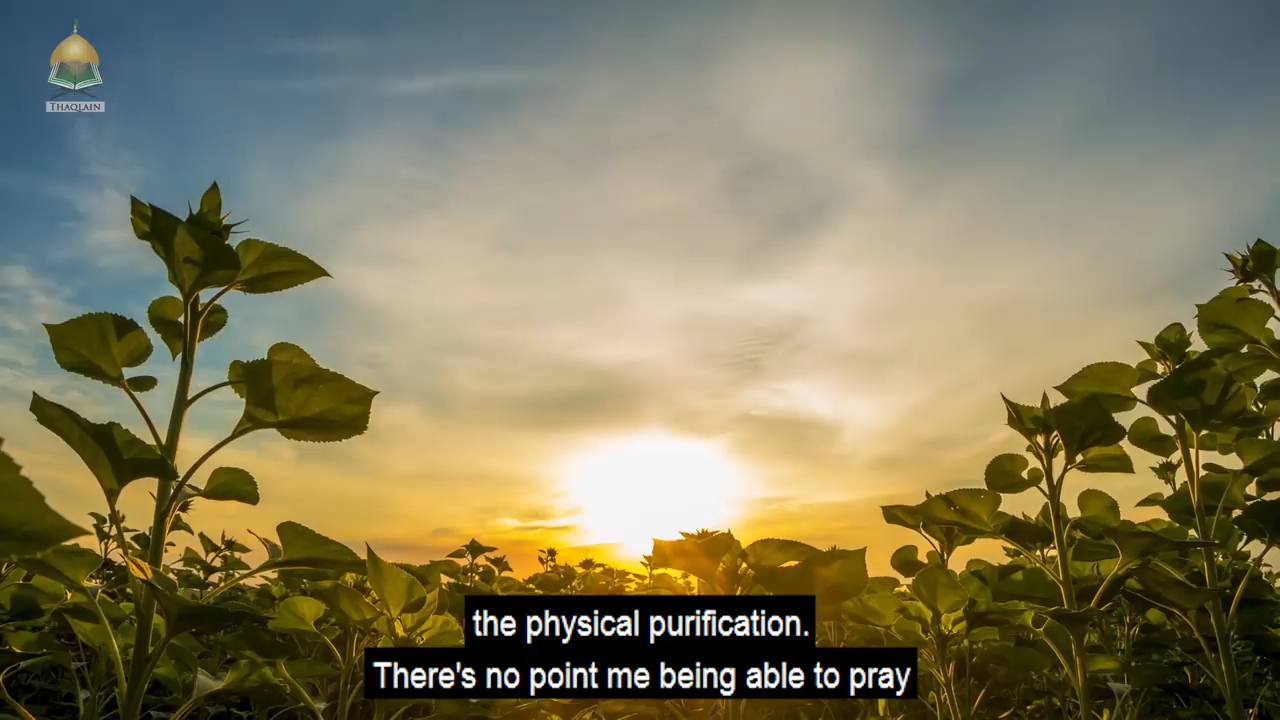 THAQLAIN
the physical purification.
There's no point me being able to pray